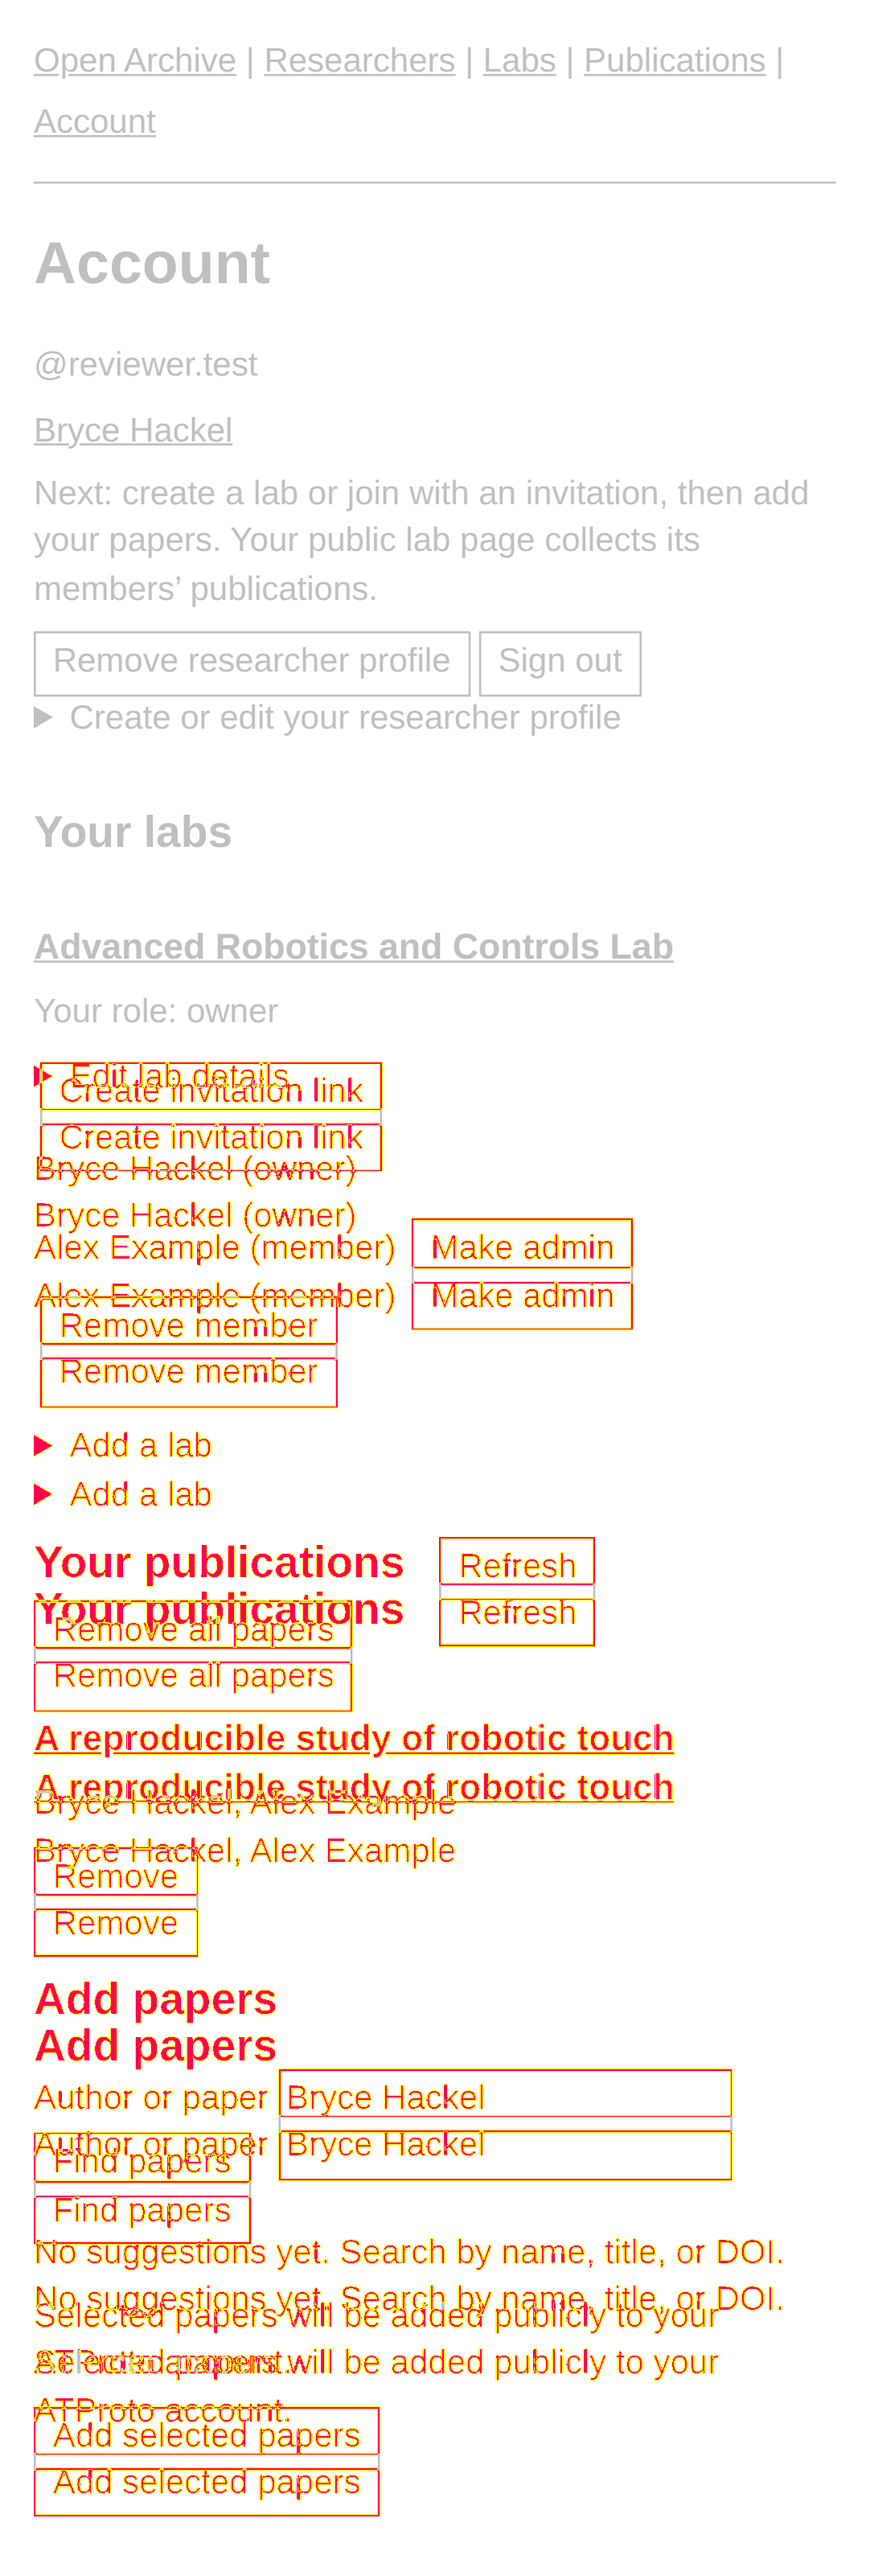 Open Archive | Researchers | Labs | Publications |
Account
Account
@reviewer.test
Bryce Hackel
Next: create a lab or join with an invitation, then add
your papers. Your public lab page collects its
members’ publications.
Remove researcher profile Sign out
Create or edit your researcher profile
Your labs
Advanced Robotics and Controls Lab
Your role: owner
Edit lab details
Create invitation link
Create invitation link
Bryce Hackel (owner)
Bryce Hackel (owner)
Alex Example (member) Make admin
Alex Example (member) Make admin
Remove member
Remove member
Add a lab
Add a lab
Your publications Refresh
Your publications Refresh
Remove all papers
Remove all papers
A reproducible study of robotic touch
A reproducible study of robotic touch
Bryce Hackel, Alex Example
Bryce Hackel, Alex Example
Remove
Remove
Add papers
Add papers
Author or paper Bryce Hackel
Author or paper Bryce Hackel
Find papers
Find papers
No suggestions yet. Search by name, title, or DOI.
No suggestions yet. Search by name, title, or DOI.
Selected papers will be added publicly to your
ATProto account.
Selected papers will be added publicly to your
ATProto account.
Add selected papers
Add selected papers